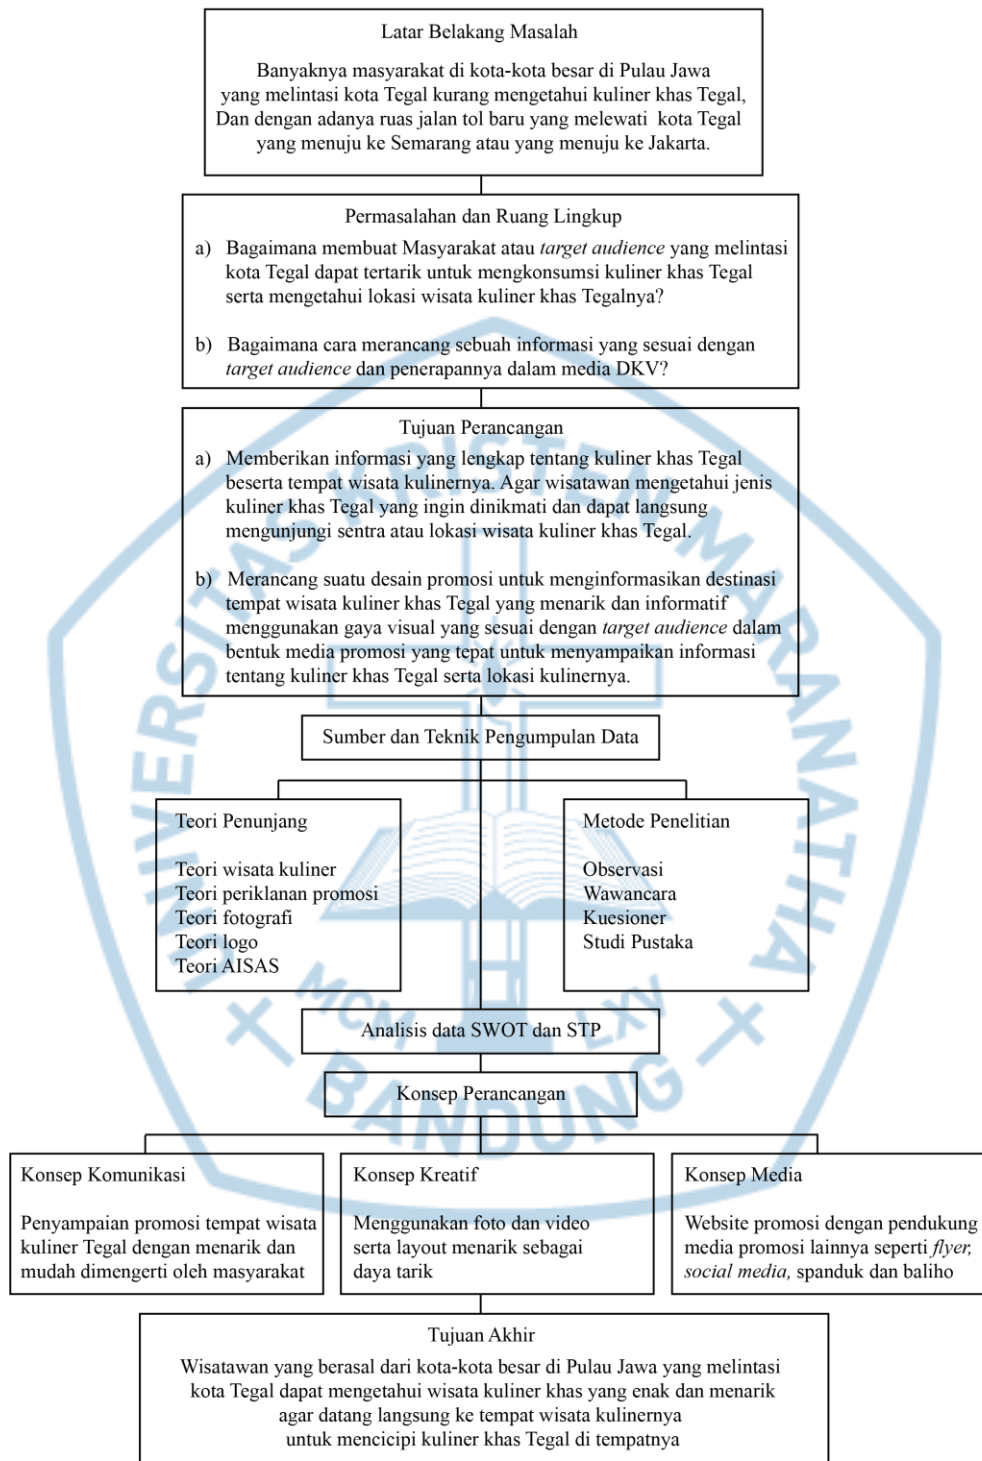 Latar Belakang Masalah
Banyaknya masyarakat di kota-kota besar di Pulau Jawa
yang melintasi kota Tegal kurang mengetahui kuliner khas Tegal,
Dan dengan adanya ruas jalan tol baru yang melewati kota Tegal
yang menuju ke Semarang atau yang menuju ke Jakarta.
Permasalahan dan Ruang Lingkup
a) Bagaimana membuat Masyarakat atau target audience yang melintasi
kota Tegal dapat tertarik untuk mengkonsumsi kuliner khas Tegal
serta mengetahui lokasi wisata kuliner khas Tegalnya?
b) Bagaimana cara merancang sebuah informasi yang sesuai dengan
target audience dan penerapannya dalam media DKV?
Tujuan Perancangan
a) Memberikan informasi yang lengkap tentang kuliner khas Tegal
beserta tempat wisata kulinernya. Agar wisatawan mengetahui jenis
kuliner khas Tegal yang ingin dinikmati dan dapat langsung
mengunjungi sentra atau lokasi wisata kuliner khas Tegal.
b) Merancang suatu desain promosi untuk menginformasikan destinasi
tempat wisata kuliner khas Tegal yang menarik dan informatif
menggunakan gaya visual yang sesuai dengan target audience dalam
bentuk media promosi yang tepat untuk menyampaikan informasi
tentang kuliner khas Tegal serta lokasi kulinernya.
Sumber dan Teknik Pengumpulan Data
Teori Penunjang
Teori wisata kuliner
Teori periklanan promosi
Teori fotografi
Teori logo
Teori AISAS
Metode Penelitian
Observasi
Wawancara
Kuesioner
Studi Pustaka
Analisis data SWOT dan STP
Konsep Perancangan
Konsep Komunikasi
Penyampaian promosi tempat wisata
kuliner Tegal dengan menarik dan
mudah dimengerti oleh masyarakat
Konsep Kreatif
Menggunakan foto dan video
serta layout menarik sebagai
daya tarik
Konsep Media
Website promosi dengan pendukung
media promosi lainnya seperti flyer,
social media, spanduk dan baliho
Tujuan Akhir
Wisatawan yang berasal dari kota-kota besar di Pulau Jawa yang melintasi
kota Tegal dapat mengetahui wisata kuliner khas yang enak dan menarik
agar datang langsung ke tempat wisata kulinernya
untuk mencicipi kuliner khas Tegal di tempatnya
UNIVERSITAS KRISTEN MARANATHA
MCM LXV
BANDUNG